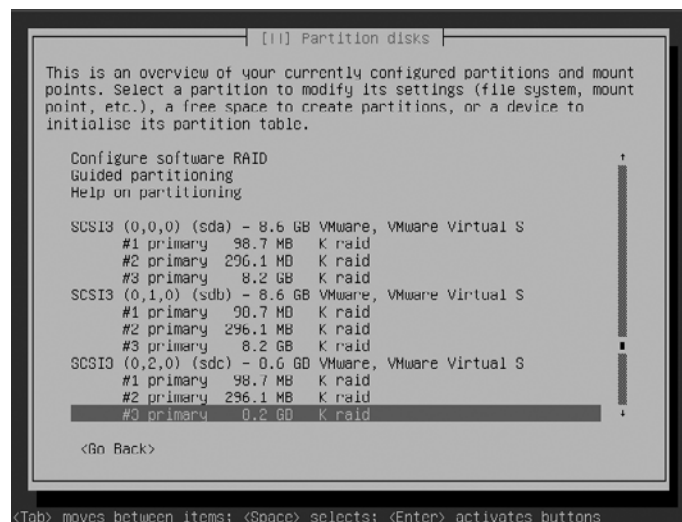 [!!] Partition disks
This is an overview of your currently configured partitions and mount
points. Select a partition to modify its settings (file system, mount
point, etc.), a free space to create partitions, or a device to
initialise its partition table.
Configure software RAID
Guided partitioning
Help on partitioning
SCSI3 (0,0,0) (sda) - 8.6 GB VMware, VMware Virtual S
#1 primary 98.7 MB K raid
#2 primary 296.1 MB K raid
#3 primary 8.2 GB K raid
SCSI3 (0,1,0) (sdb) - 8.6 GB VMware, VMware Virtual S
#1 primary 98.7 MB K raid
#2 primary 296.1 MB K raid
#3 primary 8.2 GB K raid
SCSI3 (0,2,0) (sdc) - 8.6 GB VMware, VMware Virtual S
#1 primary 98.7 MB K raid
#2 primary 296.1 MB K raid
#3 primary 8.2 GB K raid
<Go Back>
<Tab> moves between items; <Space> selects; <Enter> activates buttons